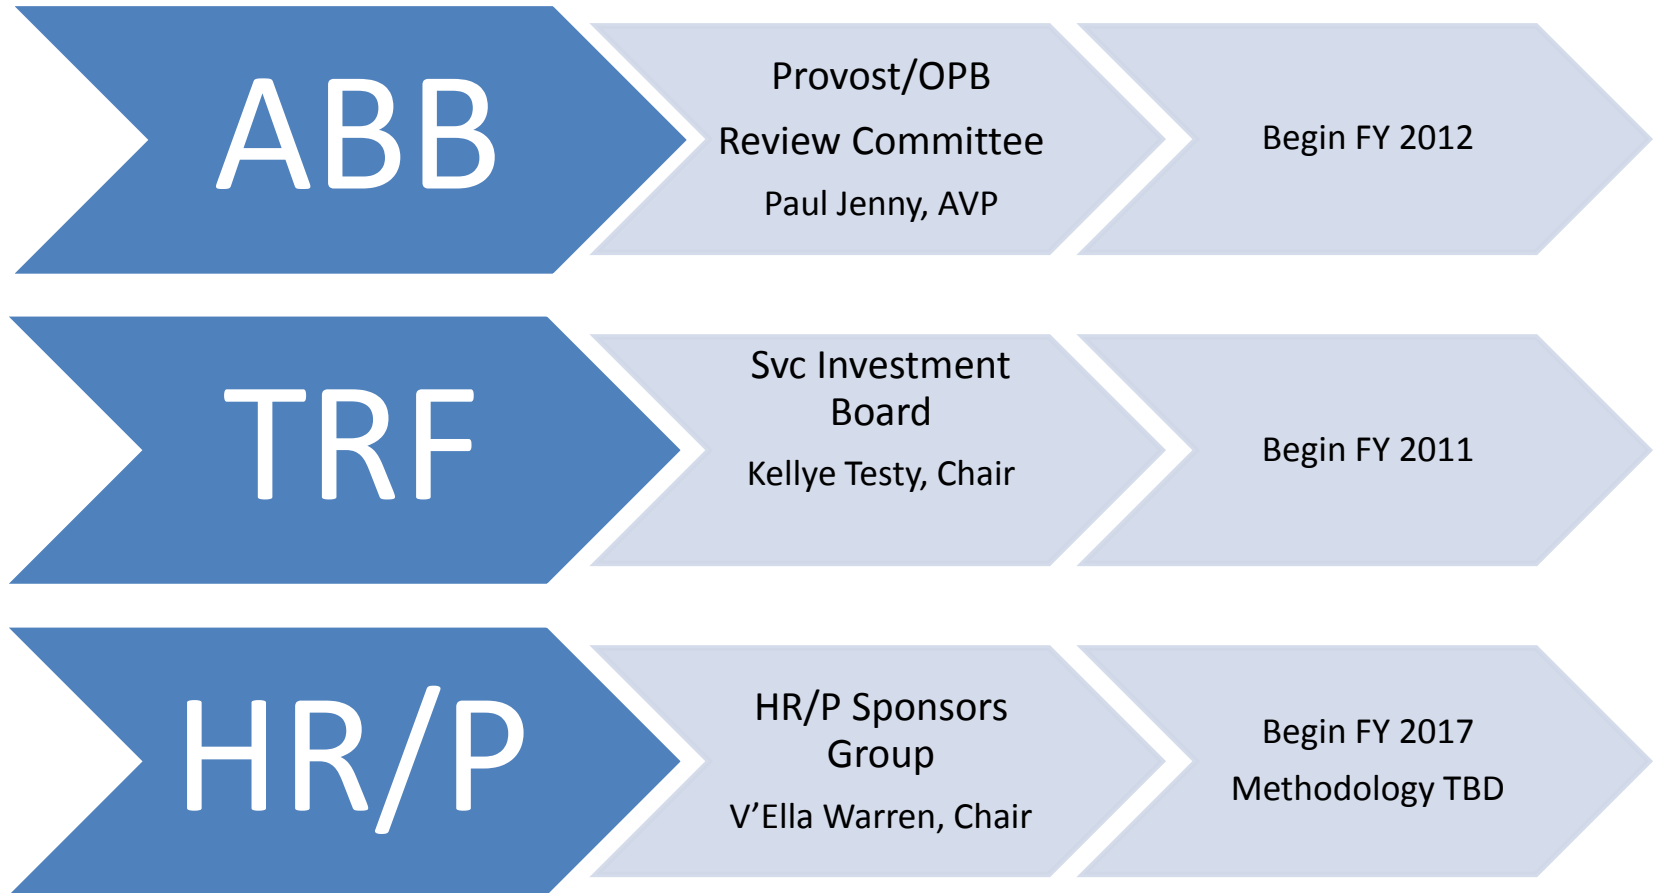 ABB
Provost/OPB
Review Committee
Paul Jenny, AVP
Begin FY 2012
TRF
Svc Investment
Board
Kellye Testy, Chair
Begin FY 2011
HR/P
HR/P Sponsors
Group
V’Ella Warren, Chair
Begin FY 2017
Methodology TBD